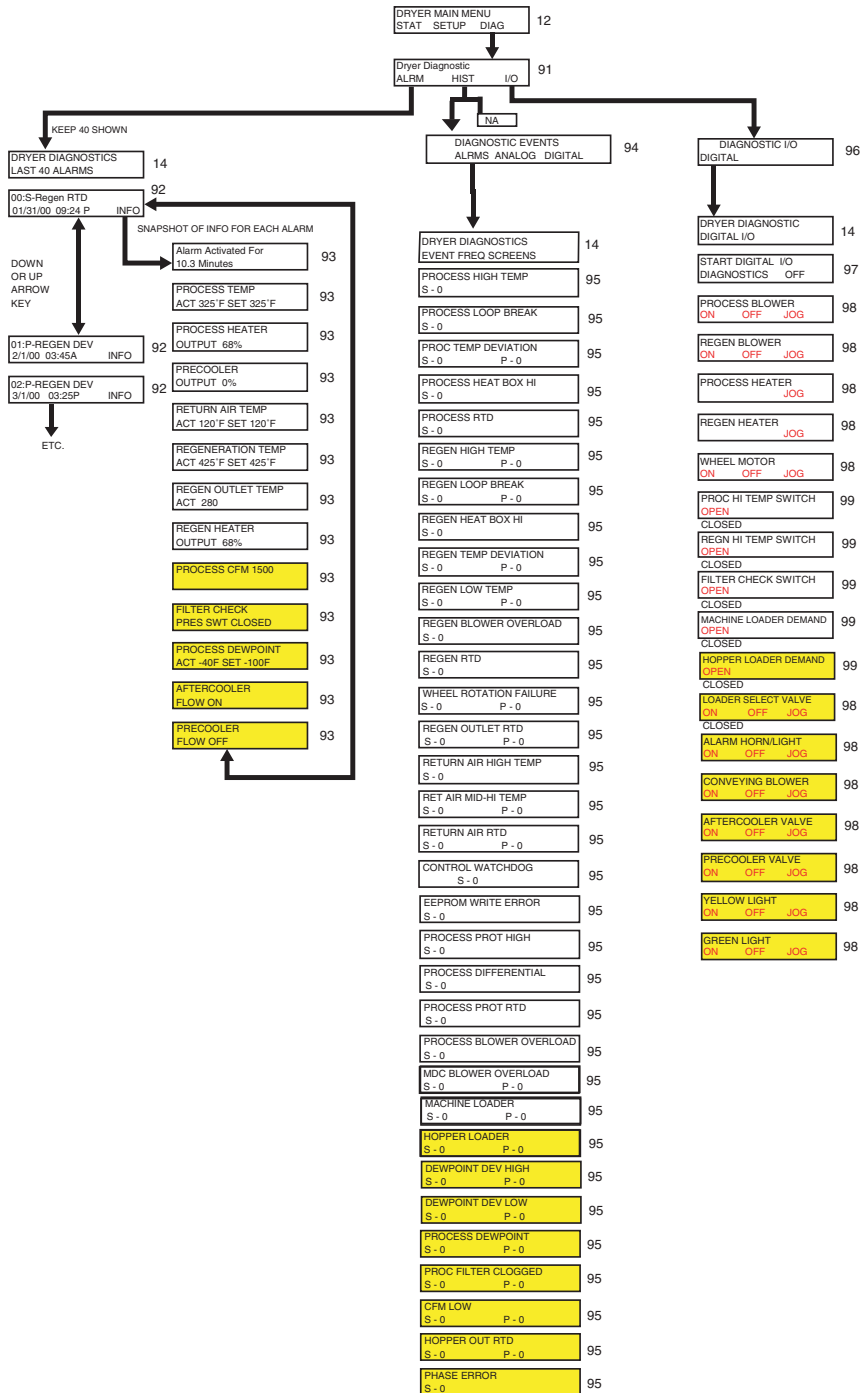 DRYER MAIN MENU
STAT SETUP DIAG
12
Dryer Diagnostic
ALRM HIST I/O
91
NA
KEEP 40 SHOWN
DRYER DIAGNOSTICS
LAST 40 ALARMS
14
00:S-Regen RTD
01/31/00 09:24 P INFO
92
SNAPSHOT OF INFO FOR EACH ALARM
DOWN
OR UP
ARROW
KEY
01:P-REGEN DEV
2/1/00 03:45A INFO
92
02:P-REGEN DEV
3/1/00 03:25P INFO
92
ETC.
Alarm Activated For
10.3 Minutes
93
PROCESS TEMP
ACT 325°F SET 325°F
93
PROCESS HEATER
OUTPUT 68%
93
PRECOOLER
OUTPUT 0%
93
RETURN AIR TEMP
ACT 120°F SET 120°F
93
REGENERATION TEMP
ACT 425°F SET 425°F
93
REGEN OUTLET TEMP
ACT 280
93
REGEN HEATER
OUTPUT 68%
93
PROCESS CFM 1500
93
FILTER CHECK
PRES SWT CLOSED
93
PROCESS DEWPOINT
ACT -40F SET -100F
93
AFTERCOOLER
FLOW ON
93
PRECOOLER
FLOW OFF
93
DIAGNOSTIC EVENTS
ALRMS ANALOG DIGITAL
94
DRYER DIAGNOSTICS
EVENT FREQ SCREENS
14
PROCESS HIGH TEMP
S - 0
95
PROCESS LOOP BREAK
S - 0
95
PROC TEMP DEVIATION
S - 0 P - 0
95
PROCESS HEAT BOX HI
S - 0
95
PROCESS RTD
S - 0
95
REGEN HIGH TEMP
S - 0 P - 0
95
REGEN LOOP BREAK
S - 0 P - 0
95
REGEN HEAT BOX HI
S - 0
95
REGEN TEMP DEVIATION
S - 0 P - 0
95
REGEN LOW TEMP
S - 0 P - 0
95
REGEN BLOWER OVERLOAD
S - 0
95
REGEN RTD
S - 0
95
WHEEL ROTATION FAILURE
S - 0 P - 0
95
REGEN OUTLET RTD
S - 0 P - 0
95
RETURN AIR HIGH TEMP
S - 0
95
RET AIR MID-HI TEMP
S - 0 P - 0
95
RETURN AIR RTD
S - 0 P - 0
95
CONTROL WATCHDOG
S - 0
95
EEPROM WRITE ERROR
S - 0
95
PROCESS PROT HIGH
S - 0
95
PROCESS DIFFERENTIAL
S - 0
95
PROCESS PROT RTD
S - 0
95
PROCESS BLOWER OVERLOAD
S - 0
95
MDC BLOWER OVERLOAD
S - 0 P - 0
95
MACHINE LOADER
S - 0 P - 0
95
HOPPER LOADER
S - 0 P - 0
95
DEWPOINT DEV HIGH
S - 0 P - 0
95
DEWPOINT DEV LOW
S - 0 P - 0
95
PROCESS DEWPOINT
S - 0 P - 0
95
PROC FILTER CLOGGED
S - 0 P - 0
95
CFM LOW
S - 0 P - 0
95
HOPPER OUT RTD
S - 0 P - 0
95
PHASE ERROR
S - 0
95
DIAGNOSTIC I/O
DIGITAL
96
DRYER DIAGNOSTIC
DIGITAL I/O
14
START DIGITAL I/O
DIAGNOSTICS OFF
97
PROCESS BLOWER
ON OFF JOG
98
REGEN BLOWER
ON OFF JOG
98
PROCESS HEATER
JOG
98
REGEN HEATER
JOG
98
WHEEL MOTOR
ON OFF JOG
98
PROC HI TEMP SWITCH
OPEN
99
CLOSED
REGN HI TEMP SWITCH
OPEN
99
CLOSED
FILTER CHECK SWITCH
OPEN
99
CLOSED
MACHINE LOADER DEMAND
OPEN
99
CLOSED
HOPPER LOADER DEMAND
OPEN
99
CLOSED
LOADER SELECT VALVE
ON OFF JOG
98
CLOSED
ALARM HORN/LIGHT
ON OFF JOG
98
CONVEYING BLOWER
ON OFF JOG
98
AFTERCOOLER VALVE
ON OFF JOG
98
PRECOOLER VALVE
ON OFF JOG
98
YELLOW LIGHT
ON OFF JOG
98
GREEN LIGHT
ON OFF JOG
98